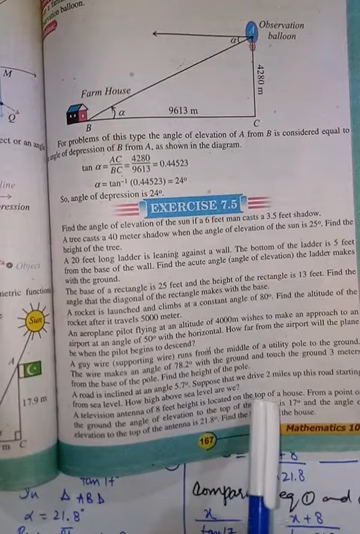 vation balloon.
Observation
balloon
α
4280 m
M
Farm House
α
9613 m
Q
B
C
For problems of this type the angle of elevation of A from B is considered equal to
angle of depression of B from A, as shown in the diagram.
tan α = AC/BC = 4280/9613 = 0.44523
α = tan⁻¹ (0.44523) = 24°
So, angle of depression is 24°.
line
ression
EXERCISE 7.5
Find the angle of elevation of the sun if a 6 feet man casts a 3.5 feet shadow.
A tree casts a 40 meter shadow when the angle of elevation of the sun is 25°. Find the
height of the tree.
A 20 feet long ladder is leaning against a wall. The bottom of the ladder is 5 feet
from the base of the wall. Find the acute angle (angle of elevation) the ladder makes
with the ground.
Object
The base of a rectangle is 25 feet and the height of the rectangle is 13 feet. Find the
angle that the diagonal of the rectangle makes with the base.
metric function
A rocket is launched and climbs at a constant angle of 80°. Find the altitude of the
rocket after it travels 5000 meter.
Sun
An aeroplane pilot flying at an altitude of 4000m wishes to make an approach to an
airport at an angle of 50° with the horizontal. How far from the airport will the plane
be when the pilot begins to descend?
A guy wire (supporting wire) runs from the middle of a utility pole to the ground.
The wire makes an angle of 78.2° with the ground and touch the ground 3 meter
from the base of the pole. Find the height of the pole.
A
A road is inclined at an angle 5.7°. Suppose that we drive 2 miles up this road starting
from sea level. How high above sea level are we?
17.9 m
A television antenna of 8 feet height is located on the top of a house. From a point o
the ground the angle of elevation to the top of the is 17° and the angle o
elevation to the top of the antenna is 21.8°. Find the the house.
m C
167
Mathematics 10
tan 17
+8
21.8
In Δ ABD
α = 21.8°
Compar eq ① and
x
tan 17
x + 8